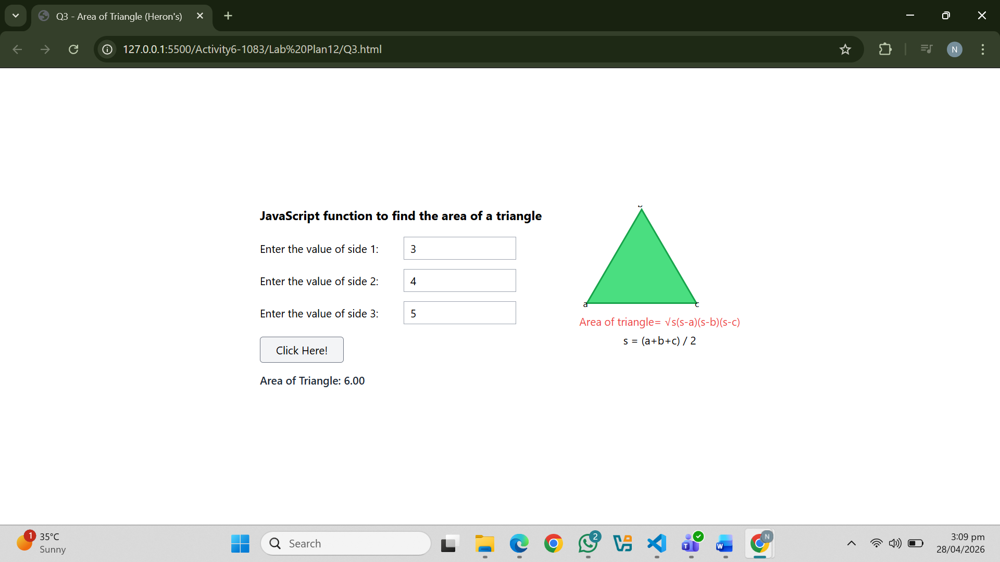 Q3 - Area of Triangle (Heron's)
127.0.0.1:5500/Activity6-1083/Lab%20Plan12/Q3.html
N
JavaScript function to find the area of a triangle
Enter the value of side 1:
3
Enter the value of side 2:
4
Enter the value of side 3:
5
Click Here!
Area of Triangle: 6.00
b
a
c
Area of triangle= √s(s-a)(s-b)(s-c)
s = (a+b+c) / 2
1
35°C
Sunny
Search
2
T
W
N
3:09 pm
28/04/2026